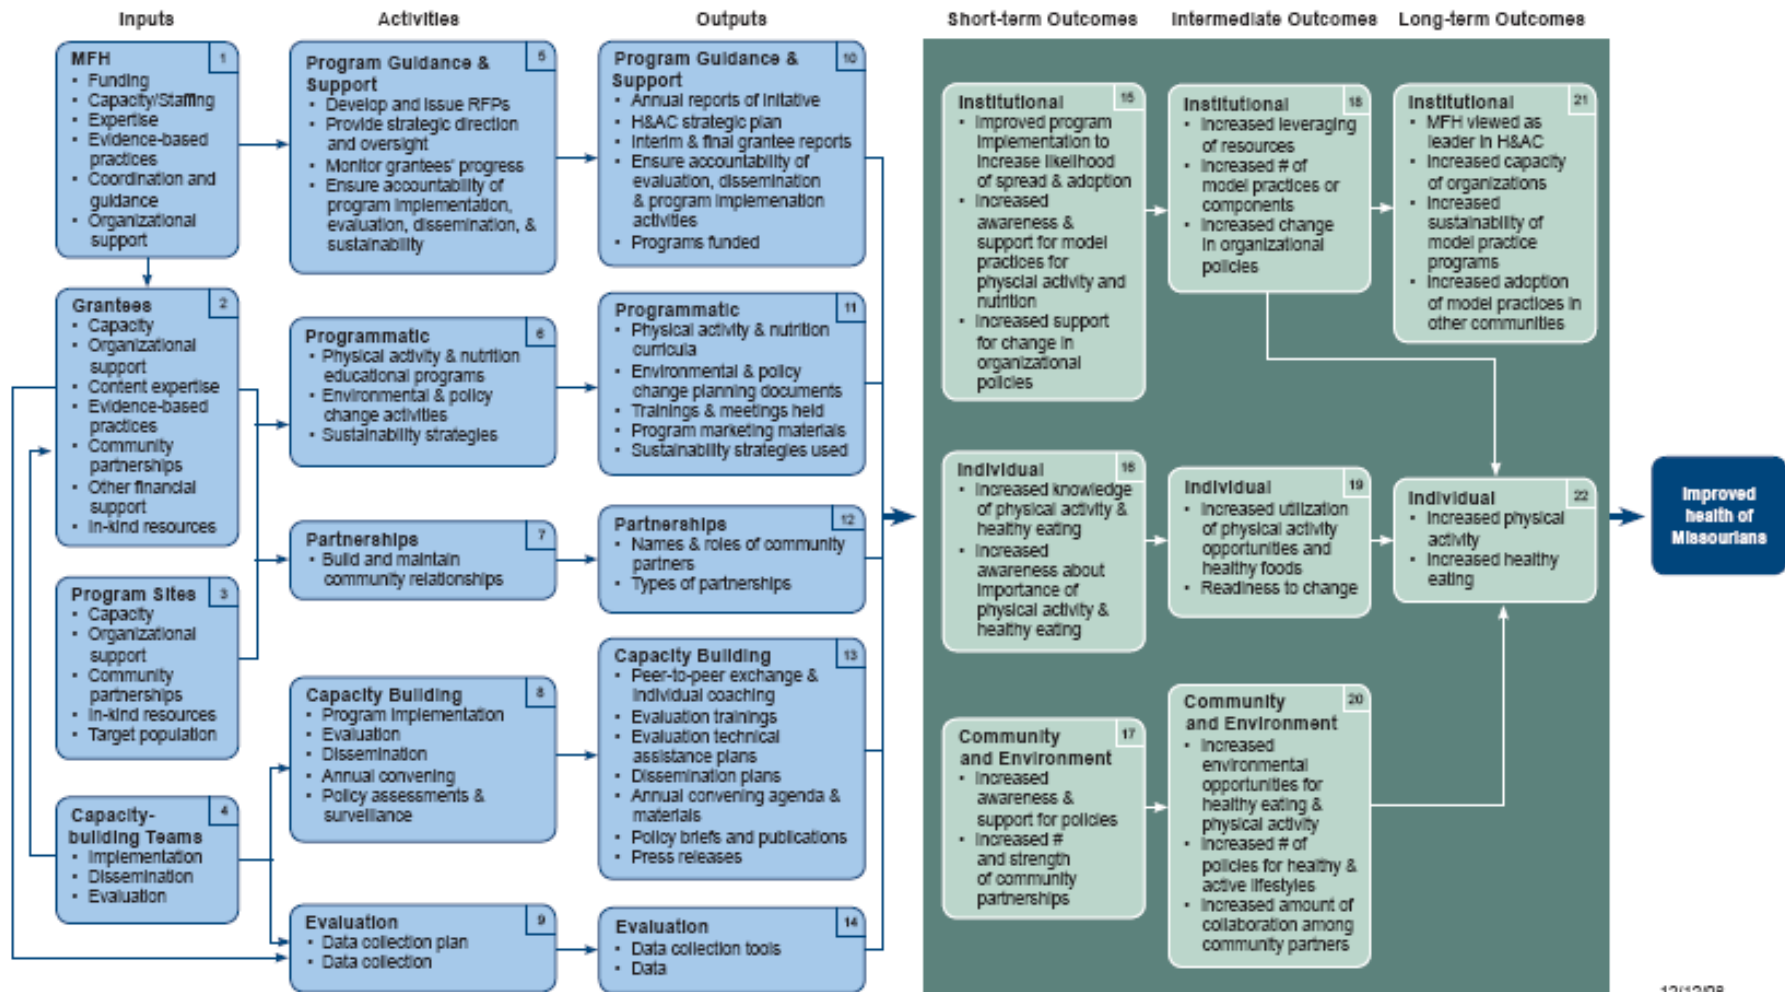 Inputs
Activities
Outputs
Short-term Outcomes
Intermediate Outcomes
Long-term Outcomes
MFH
1
• Funding
• Capacity/Staffing
• Expertise
• Evidence-based
practices
• Coordination and
guidance
• Organizational
support
Grantees
2
• Capacity
• Organizational
support
• Content expertise
• Evidence-based
practices
• Community
partnerships
• Other financial
support
• In-kind resources
Program Sites
3
• Capacity
• Organizational
support
• Community
partnerships
• In-kind resources
• Target population
Capacity-
building Teams
4
• Implementation
• Dissemination
• Evaluation
Program Guidance &
Support
5
• Develop and issue RFPs
• Provide strategic direction
and oversight
• Monitor grantees' progress
• Ensure accountability of
program implementation,
evaluation, dissemination, &
sustainability
Programmatic
6
• Physical activity & nutrition
educational programs
• Environmental & policy
change activities
• Sustainability strategies
Partnerships
7
• Build and maintain
community relationships
Capacity Building
8
• Program implementation
• Evaluation
• Dissemination
• Annual convening
• Policy assessments &
surveillance
Evaluation
9
• Data collection plan
• Data collection
Program Guidance &
Support
10
• Annual reports of initative
• H&AC strategic plan
• Interim & final grantee reports
• Ensure accountability of
evaluation, dissemination
& program implemenation
activities
• Programs funded
Programmatic
11
• Physical activity & nutrition
curricula
• Environmental & policy
change planning documents
• Trainings & meetings held
• Program marketing materials
• Sustainability strategies used
Partnerships
12
• Names & roles of community
partners
• Types of partnerships
Capacity Building
13
• Peer-to-peer exchange &
individual coaching
• Evaluation trainings
• Evaluation technical
assistance plans
• Dissemination plans
• Annual convening agenda &
materials
• Policy briefs and publications
• Press releases
Evaluation
14
• Data collection tools
• Data
Institutional
15
• Improved program
implementation to
increase likelihood
of spread & adoption
• Increased
awareness &
support for model
practices for
physcial activity and
nutrition
• Increased support
for change in
organizational
policies
Individual
16
• Increased knowledge
of physical activity &
healthy eating
• Increased
awareness about
importance of
physical activity &
healthy eating
Community
and Environment
17
• Increased
awareness &
support for policies
• Increased #
and strength
of community
partnerships
Institutional
18
• Increased leveraging
of resources
• Increased # of
model practices or
components
• Increased change
in organizational
policies
Individual
19
• Increased utilization
of physical activity
opportunities and
healthy foods
• Readiness to change
Community
and Environment
20
• Increased
environmental
opportunities for
healthy eating &
physical activity
• Increased # of
policies for healthy &
active lifestyles
• Increased amount of
collaboration among
community partners
Institutional
21
• MFH viewed as
leader in H&AC
• Increased capacity
of organizations
• Increased
sustainability of
model practice
programs
• Increased adoption
of model practices in
other communities
Individual
22
• Increased physical
activity
• Increased healthy
eating
Improved
health of
Missourians